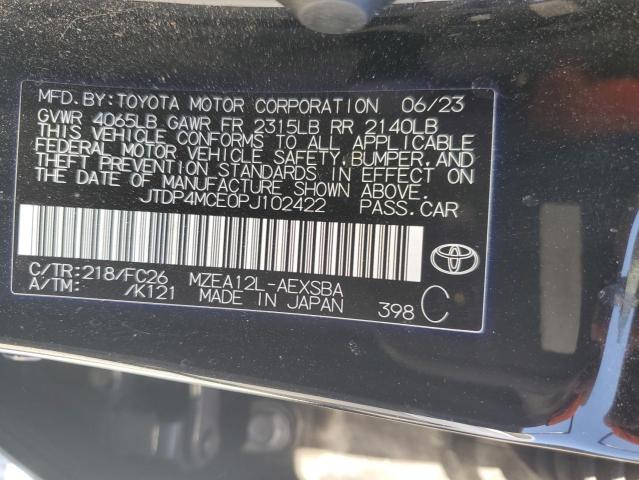 MFD. BY: TOYOTA MOTOR CORPORATION 06/23
GVWR 4065LB GAWR FR 2315LB RR 2140LB
THIS VEHICLE CONFORMS TO ALL APPLICABLE
FEDERAL MOTOR VEHICLE SAFETY, BUMPER, AND
THEFT PREVENTION STANDARDS IN EFFECT ON
THE DATE OF MANUFACTURE SHOWN ABOVE.
JTDP4MCE0PJ102422 PASS. CAR
C/TR: 218/FC26 MZEA12L-AEXSBA
A/TM: /K121 MADE IN JAPAN 398 C